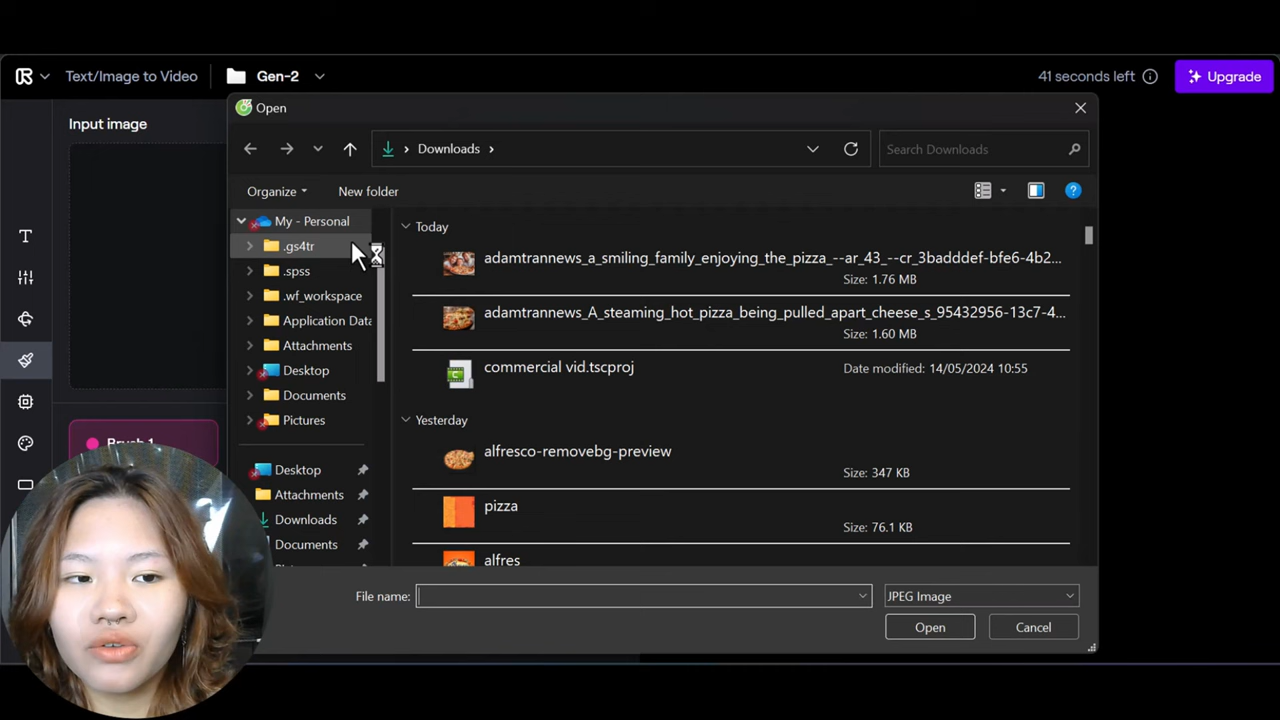 Text/Image to Video
Gen-2
41 seconds left
Upgrade
Input image
Open
Downloads
Search Downloads
Organize
New folder
My - Personal
.gs4tr
.spss
.wf_workspace
Application Data
Attachments
Desktop
Documents
Pictures
Desktop
Attachments
Downloads
Documents
Today
adamtrannews_a_smiling_family_enjoying_the_pizza_--ar_43_--cr_3badddef-bfe6-4b2...
Size: 1.76 MB
adamtrannews_A_steaming_hot_pizza_being_pulled_apart_cheese_s_95432956-13c7-4...
Size: 1.60 MB
commercial vid.tscproj
Date modified: 14/05/2024 10:55
Yesterday
alfresco-removebg-preview
Size: 347 KB
pizza
Size: 76.1 KB
alfres
Brush 1
File name:
JPEG Image
Open
Cancel